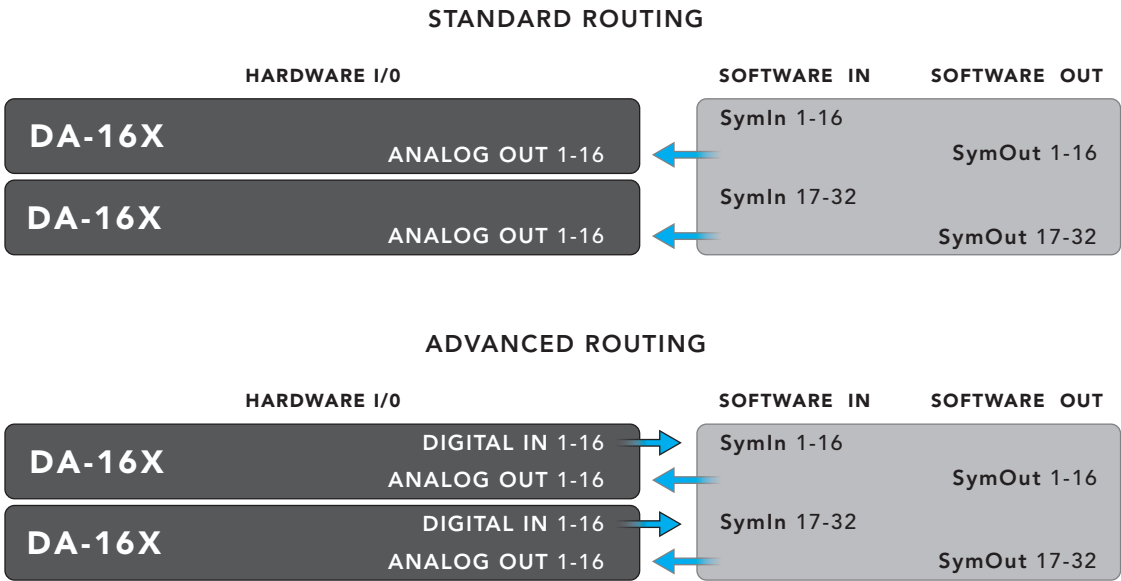 STANDARD ROUTING
HARDWARE I/0 SOFTWARE IN SOFTWARE OUT
DA-16X
SymIn 1-16
ANALOG OUT 1-16 SymOut 1-16
DA-16X
SymIn 17-32
ANALOG OUT 1-16 SymOut 17-32
ADVANCED ROUTING
HARDWARE I/0 SOFTWARE IN SOFTWARE OUT
DA-16X
DIGITAL IN 1-16 SymIn 1-16
ANALOG OUT 1-16 SymOut 1-16
DA-16X
DIGITAL IN 1-16 SymIn 17-32
ANALOG OUT 1-16 SymOut 17-32